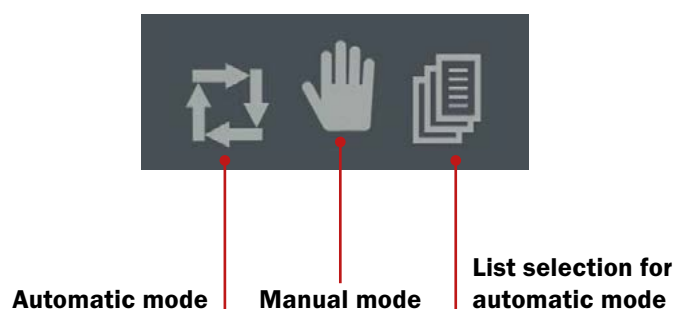 Automatic mode
Manual mode
List selection for
automatic mode